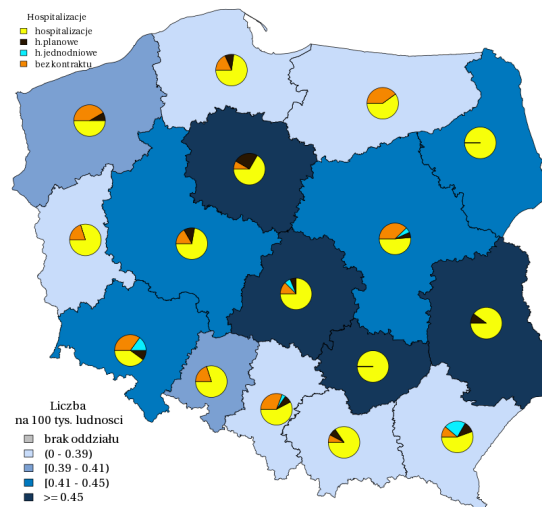 Hospitalizacje
hospitalizacje
h.planowe
h.jednodniowe
bez kontraktu
Liczba
na 100 tys. ludnosci
brak oddziału
(0 - 0.39)
[0.39 - 0.41)
[0.41 - 0.45)
>= 0.45